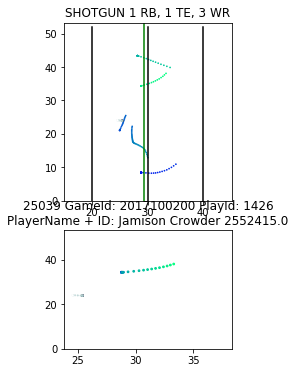 SHOTGUN 1 RB, 1 TE, 3 WR
50
40
30
20
10
0
20 30 40
25039 GameId: 2017100200 PlayId: 1426
PlayerName + ID: Jamison Crowder 2552415.0
40
20
0
25 30 35